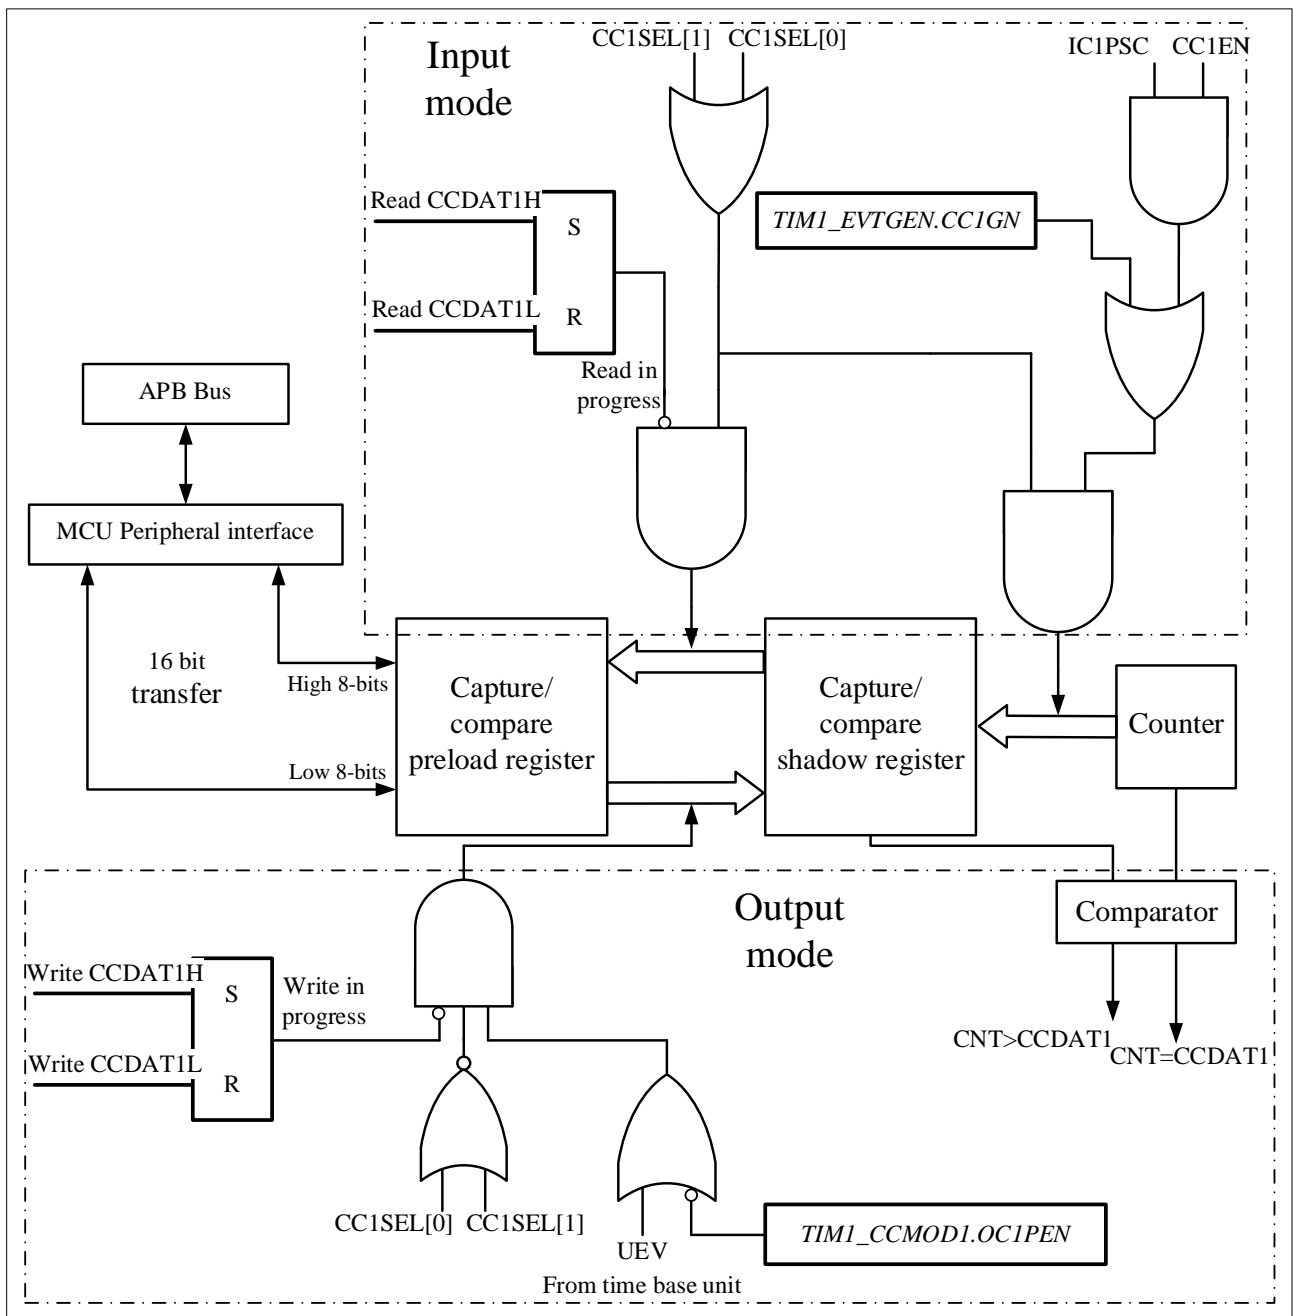 Input
mode
CC1SEL[1] CC1SEL[0]
IC1PSC CC1EN
Read CCDAT1H
S
TIM1_EVTGEN.CC1GN
Read CCDAT1L
R
Read in
progress
APB Bus
MCU Peripheral interface
16 bit
transfer
High 8-bits
Low 8-bits
Capture/
compare
preload register
Capture/
compare
shadow register
Counter
Output
mode
Comparator
Write CCDAT1H
S
Write in
progress
Write CCDAT1L
R
CNT>CCDAT1
CNT=CCDAT1
CC1SEL[0] CC1SEL[1]
UEV
TIM1_CCMOD1.OC1PEN
From time base unit